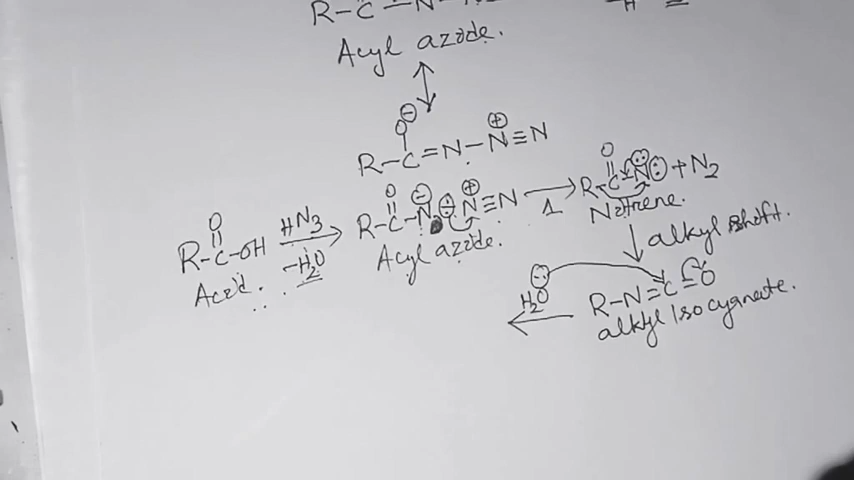 R-C-N
H
Acyl azide.
O⊖
R-C=N-N⊕≡N
O
||
R-C-OH
HN3
-H2O
Acid.
O
||
R-C-N⊖-N⊕≡N
Acyl azide.
Δ
O
||
R-C-N: + N2
Nitrene.
alkyl shift.
H2O
R-N=C=O
alkyl Isocyanate.